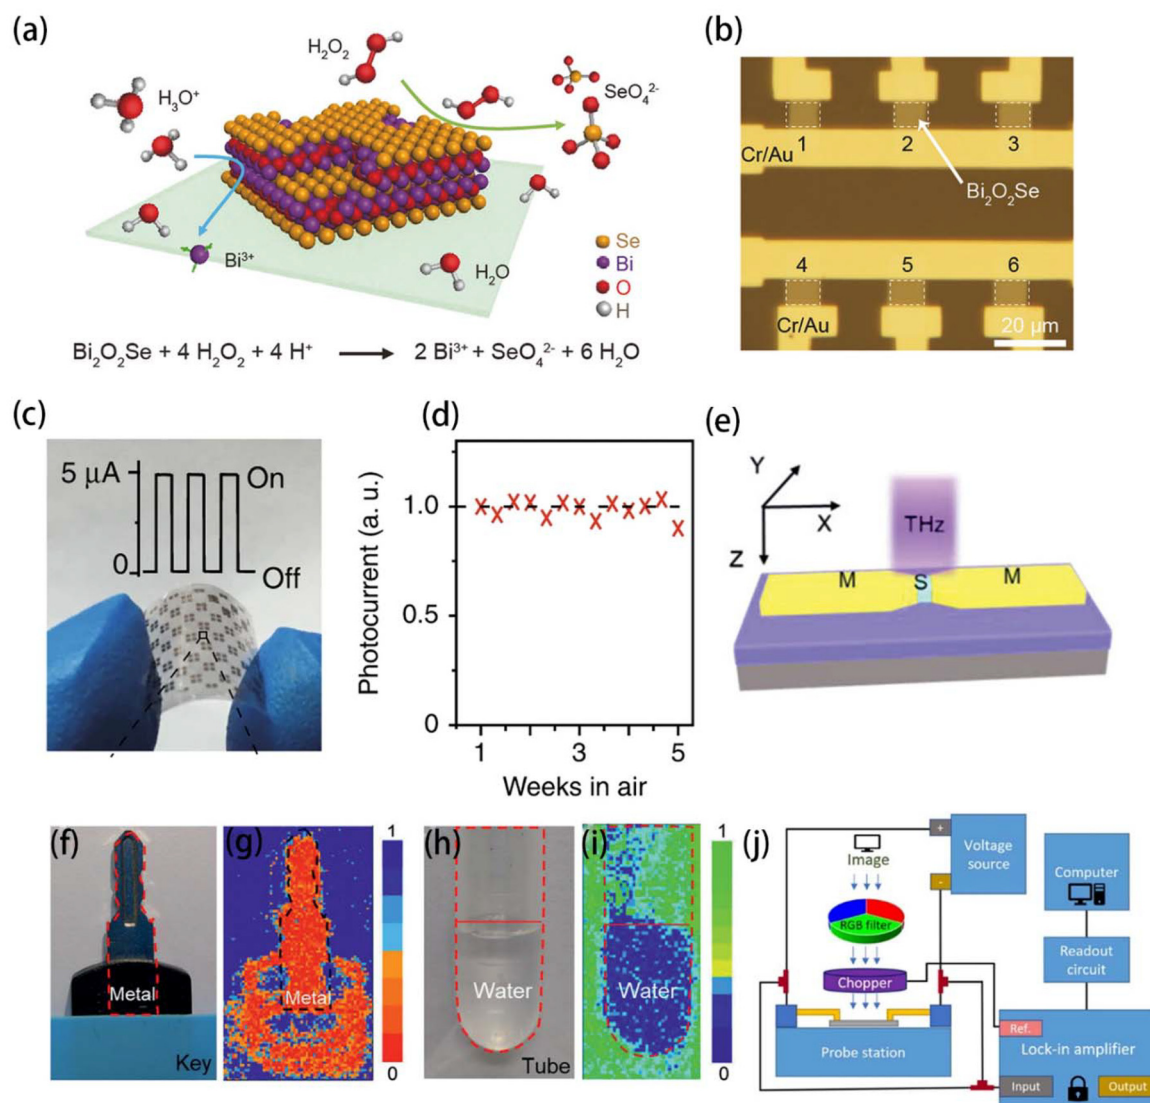 (a)
H₂O₂
H₃O⁺
SeO₄²⁻
Bi³⁺
H₂O
Se
Bi
O
H
Bi₂O₂Se + 4 H₂O₂ + 4 H⁺ ⟶ 2 Bi³⁺ + SeO₄²⁻ + 6 H₂O
(b)
1 2 3
Cr/Au
Bi₂O₂Se
4 5 6
Cr/Au
20 μm
(c)
5 μA
On
0
Off
(d)
Photocurrent (a. u.)
1.0
0.5
0
1 3 5
Weeks in air
(e)
Y
X
Z
THz
M S M
(f)
Metal
Key
(g)
Metal
1
0
(h)
Water
Tube
(i)
Water
1
0
(j)
Image
RGB filter
Chopper
Probe station
+
Voltage
source
-
Computer
Readout
circuit
Ref.
Lock-in amplifier
Input
Output